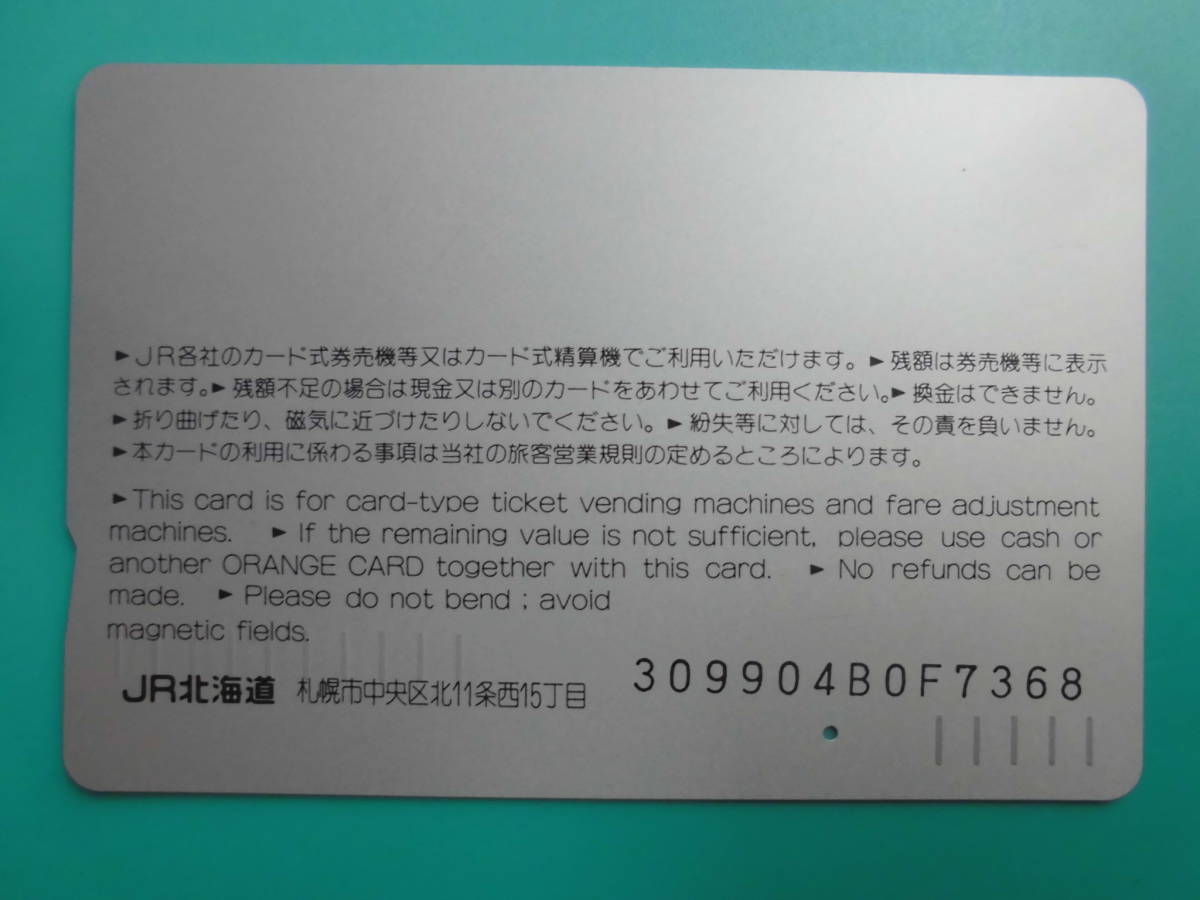 ►JR各社のカード式券売機等又はカード式精算機でご利用いただけます。►残額は券売機等に表示
されます。►残額不足の場合は現金又は別のカードをあわせてご利用ください。►換金はできません。
►折り曲げたり、磁気に近づけたりしないでください。►紛失等に対しては、その責を負いません。
►本カードの利用に係わる事項は当社の旅客営業規則の定めるところによります。
►This card is for card-type ticket vending machines and fare adjustment
machines. ►If the remaining value is not sufficient, please use cash or
another ORANGE CARD together with this card. ►No refunds can be
made. ►Please do not bend ; avoid
magnetic fields.
JR北海道 札幌市中央区北11条西15丁目 309904B0F7368